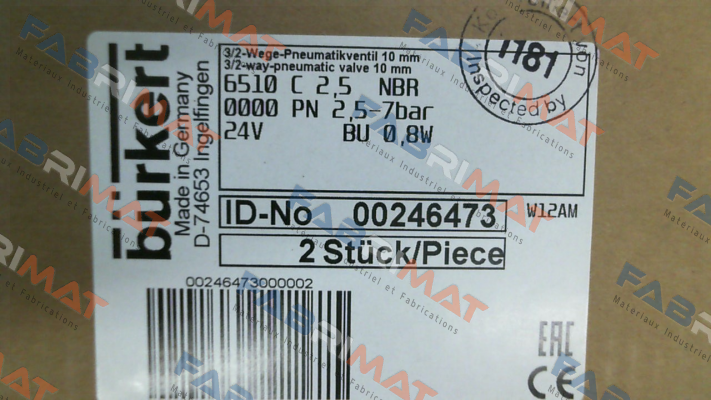 bürkert
Made in Germany
D-74653 Ingelfingen
3/2-Wege-Pneumatikventil 10 mm
3/2-way-pneumatic valve 10 mm
6510 C 2,5 NBR
0000 PN 2,5-7bar
24V BU 0,8W
1181
Inspected by
ID-No 00246473
W12AM
2 Stück/Piece
00246473000002
EAC
CE
FABRIMAT
Materiaux Industriel et Fabrications